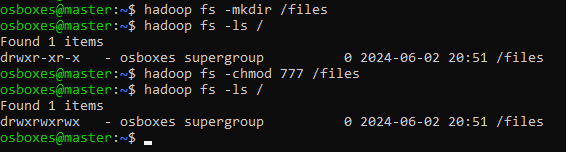 osboxes@master:~$ hadoop fs -mkdir /files
osboxes@master:~$ hadoop fs -ls /
Found 1 items
drwxr-xr-x   - osboxes supergroup          0 2024-06-02 20:51 /files
osboxes@master:~$ hadoop fs -chmod 777 /files
osboxes@master:~$ hadoop fs -ls /
Found 1 items
drwxrwxrwx   - osboxes supergroup          0 2024-06-02 20:51 /files
osboxes@master:~$